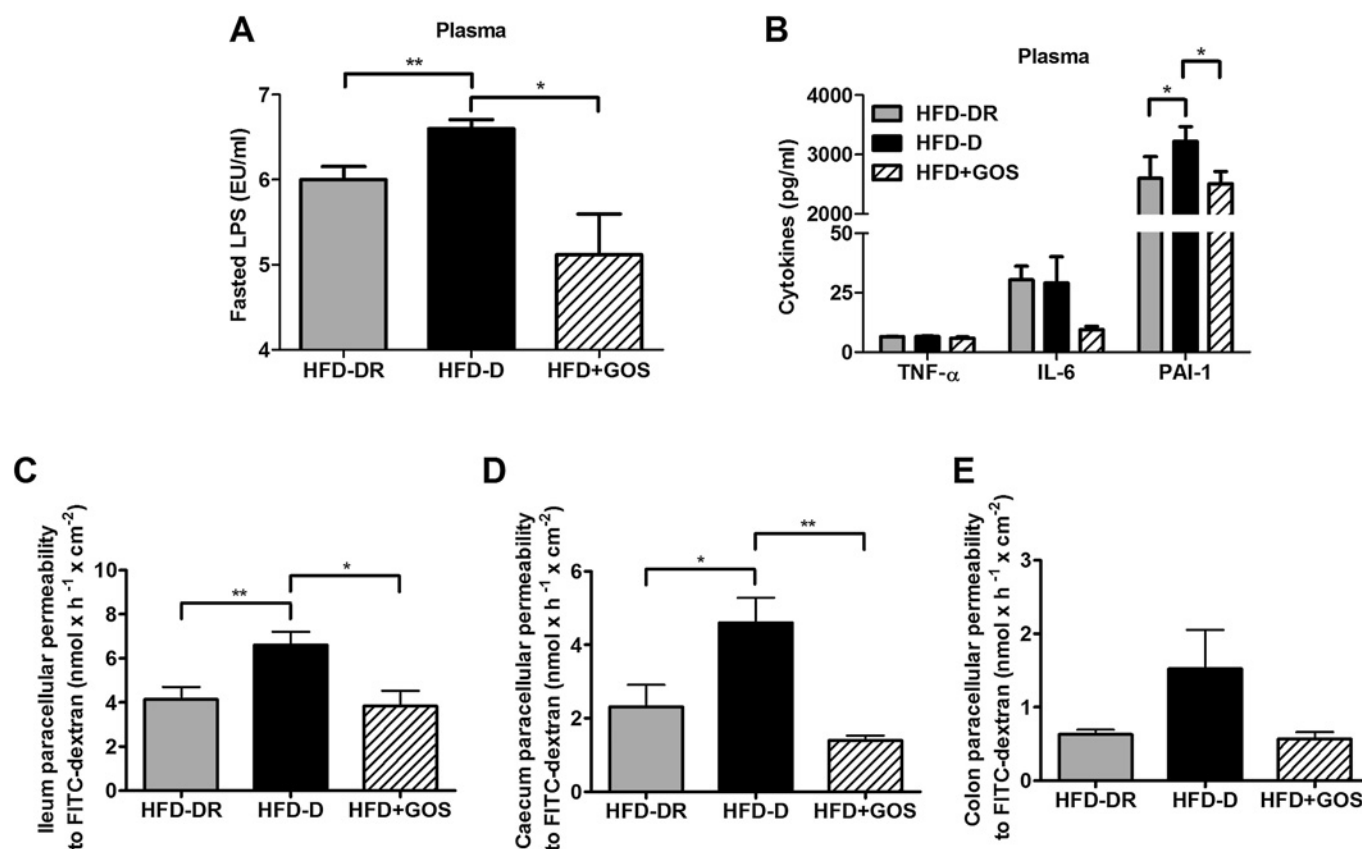 A
Plasma
**
*
Fasted LPS (EU/ml)
7
6
5
4
HFD-DR HFD-D HFD+GOS
B
Plasma
*
*
Cytokines (pg/ml)
4000
3000
2000
50
25
0
HFD-DR
HFD-D
HFD+GOS
TNF-α IL-6 PAI-1
C
Ileum paracellular permeability
to FITC-dextran (nmol x h⁻¹ x cm⁻²)
10
8
6
4
2
0
**
*
HFD-DR HFD-D HFD+GOS
D
Caecum paracellular permeability
to FITC-dextran (nmol x h⁻¹ x cm⁻²)
6
4
2
0
*
**
HFD-DR HFD-D HFD+GOS
E
Colon paracellular permeability
to FITC-dextran (nmol x h⁻¹ x cm⁻²)
3
2
1
0
HFD-DR HFD-D HFD+GOS